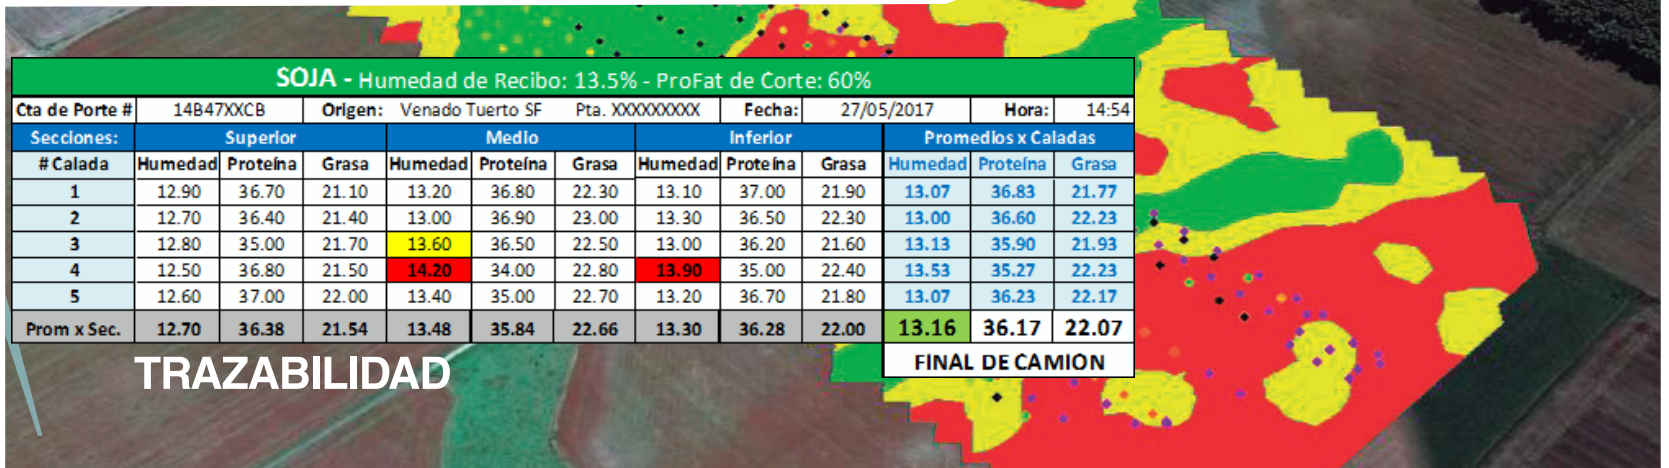 SOJA - Humedad de Recibo: 13.5% - ProFat de Corte: 60%
Cta de Porte # 14B47XXCB Origen: Venado Tuerto SF Pta. XXXXXXXXX Fecha: 27/05/2017 Hora: 14:54
Secciones: Superior Medio Inferior Promedios x Caladas
# Calada Humedad Proteína Grasa Humedad Proteína Grasa Humedad Proteína Grasa Humedad Proteína Grasa
1 12.90 36.70 21.10 13.20 36.80 22.30 13.10 37.00 21.90 13.07 36.83 21.77
2 12.70 36.40 21.40 13.00 36.90 23.00 13.30 36.50 22.30 13.00 36.60 22.23
3 12.80 35.00 21.70 13.60 36.50 22.50 13.00 36.20 21.60 13.13 35.90 21.93
4 12.50 36.80 21.50 14.20 34.00 22.80 13.90 35.00 22.40 13.53 35.27 22.23
5 12.60 37.00 22.00 13.40 35.00 22.70 13.20 36.70 21.80 13.07 36.23 22.17
Prom x Sec. 12.70 36.38 21.54 13.48 35.84 22.66 13.30 36.28 22.00 13.16 36.17 22.07
FINAL DE CAMION
TRAZABILIDAD